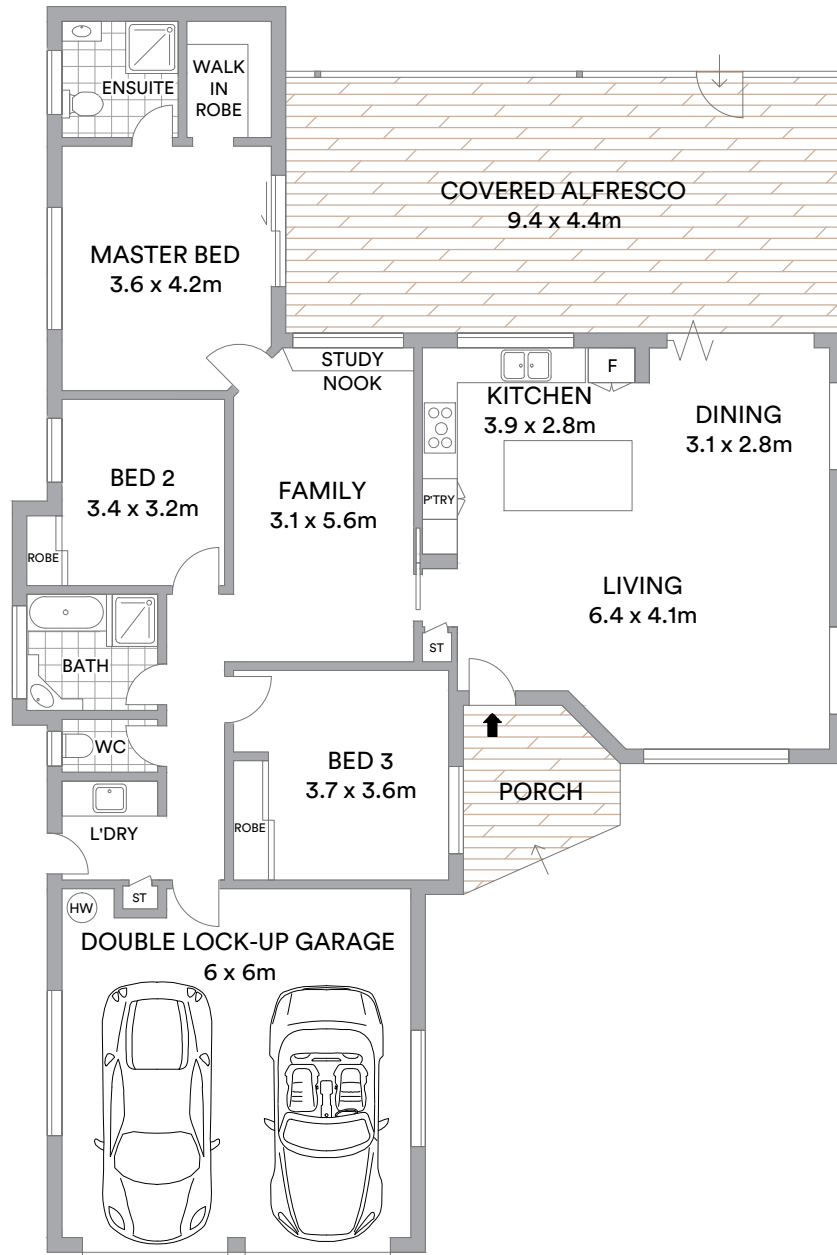 ENSUITE
WALK
IN
ROBE
COVERED ALFRESCO
9.4 x 4.4m
MASTER BED
3.6 x 4.2m
STUDY
NOOK
F
KITCHEN
3.9 x 2.8m
DINING
3.1 x 2.8m
BED 2
3.4 x 3.2m
FAMILY
3.1 x 5.6m
P'TRY
ROBE
LIVING
6.4 x 4.1m
BATH
ST
WC
BED 3
3.7 x 3.6m
PORCH
L'DRY
ROBE
ST
HW
DOUBLE LOCK-UP GARAGE
6 x 6m